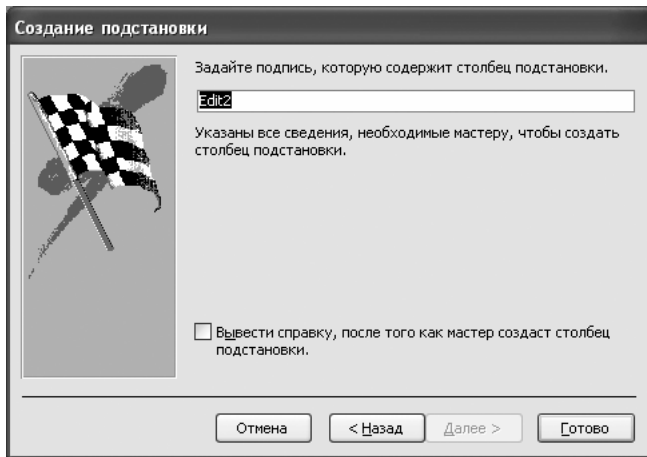 Создание подстановки
Задайте подпись, которую содержит столбец подстановки.
Edit2
Указаны все сведения, необходимые мастеру, чтобы создать
столбец подстановки.
Вывести справку, после того как мастер создаст столбец
подстановки.
Отмена
< Назад
Далее >
Готово